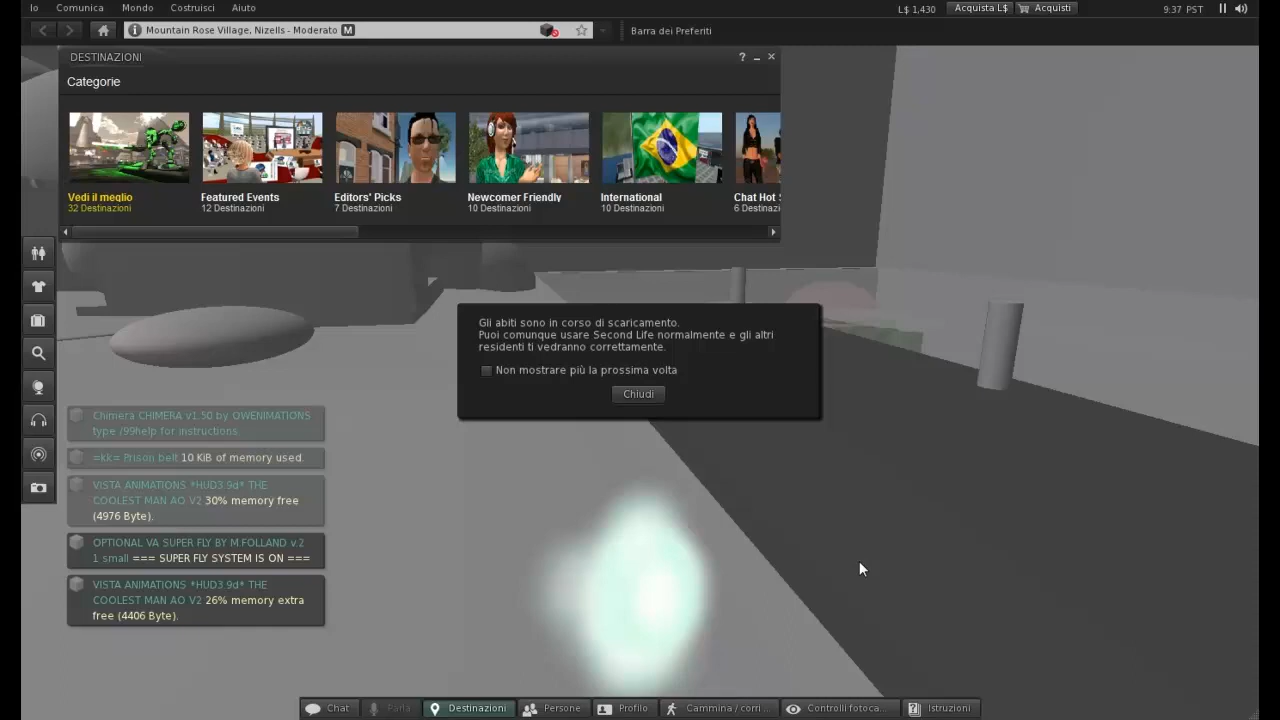 Io Comunica Mondo Costruisci Aiuto
L$ 1,430 Acquista L$ Acquisti 9:37 PST
Mountain Rose Village, Nizells - Moderato M
Barra dei Preferiti
DESTINAZIONI
? _ ×
Categorie
Vedi il meglio
32 Destinazioni
Featured Events
12 Destinazioni
Editors' Picks
7 Destinazioni
Newcomer Friendly
10 Destinazioni
International
10 Destinazioni
Chat Hot
6 Destinazi
Gli abiti sono in corso di scaricamento.
Puoi comunque usare Second Life normalmente e gli altri
residenti ti vedranno correttamente.
Non mostrare più la prossima volta
Chiudi
Chimera CHIMERA v1.50 by OWENIMATIONS
type /99help for instructions.
=kk= Prison belt 10 KiB of memory used.
VISTA ANIMATIONS *HUD3.9d* THE
COOLEST MAN AO V2 30% memory free
(4976 Byte).
OPTIONAL VA SUPER FLY BY M.FOLLAND v.2
1 small === SUPER FLY SYSTEM IS ON ===
VISTA ANIMATIONS *HUD3.9d* THE
COOLEST MAN AO V2 26% memory extra
free (4406 Byte).
Chat Parla Destinazioni Persone Profilo Cammina / corri ... Controlli fotoca... Istruzioni